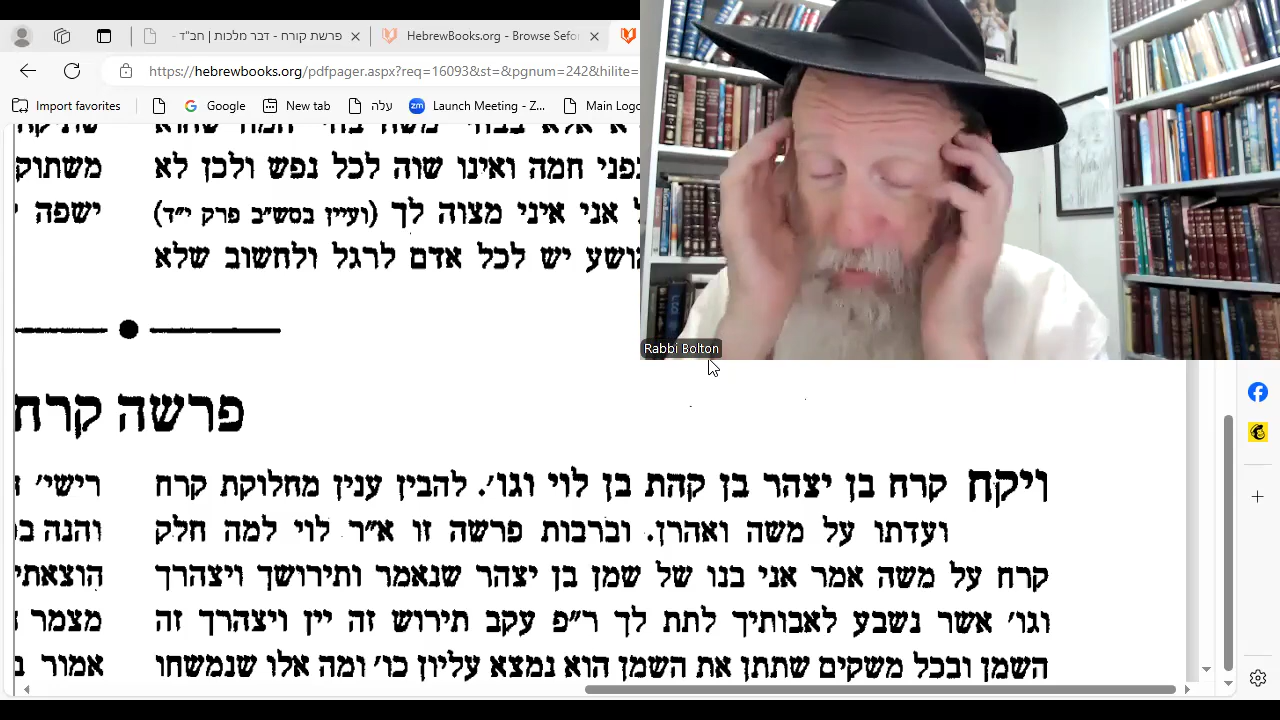 פרשת קורח - דבר מלכות | חב"ד -
HebrewBooks.org - Browse Sefor
https://hebrewbooks.org/pdfpager.aspx?req=16093&st=&pgnum=242&hilite=
Import favorites
Google
New tab
עלה
Launch Meeting - Z...
Main Logo
נפני חמה ואינו שוה לכל נפש ולכן לא
משתוק
אני איני מצוה לך (ועיין בסש״ב פרק י״ד)
ישפה
הושע יש לכל אדם לרגל ולחשוב שלא
Rabbi Bolton
פרשה קרח
ויקח קרח בן יצהר בן קהת בן לוי וגו׳. להבין ענין מחלוקת קרח
ועדתו על משה ואהרן. וברבות פרשה זו א״ר לוי למה חלק
קרח על משה אמר אני בנו של שמן בן יצהר שנאמר ותירושך ויצהרך
וגו׳ אשר נשבע לאבותיך לתת לך ר״פ עקב תירוש זה יין ויצהרך זה
השמן ובכל משקים שתתן את השמן הוא נמצא עליון כו׳ ומה אלו שנמשחו
רישי׳
והנה
הוצאתי
מצמר
אמור